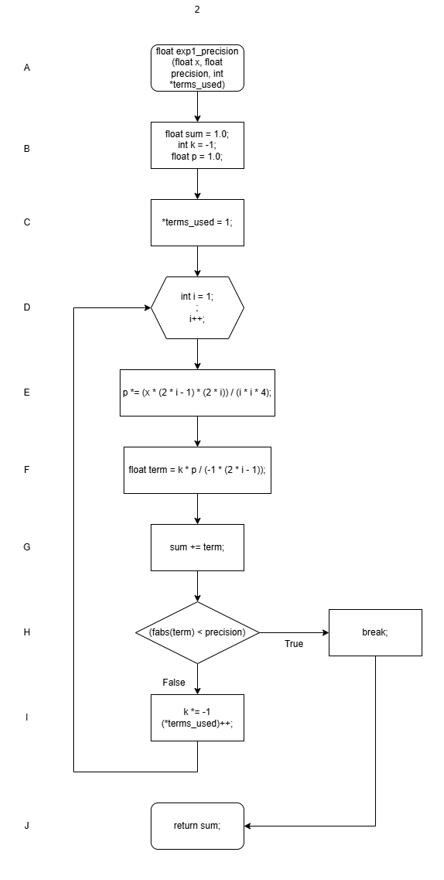 2
A
float exp1_precision
(float x, float
precision, int
*terms_used)
B
float sum = 1.0;
int k = -1;
float p = 1.0;
C
*terms_used = 1;
D
int i = 1;
;
i++;
E
p *= (x * (2 * i - 1) * (2 * i)) / (i * i * 4);
F
float term = k * p / (-1 * (2 * i - 1));
G
sum += term;
H
(fabs(term) < precision)
True
break;
False
I
k *= -1
(*terms_used)++;
J
return sum;